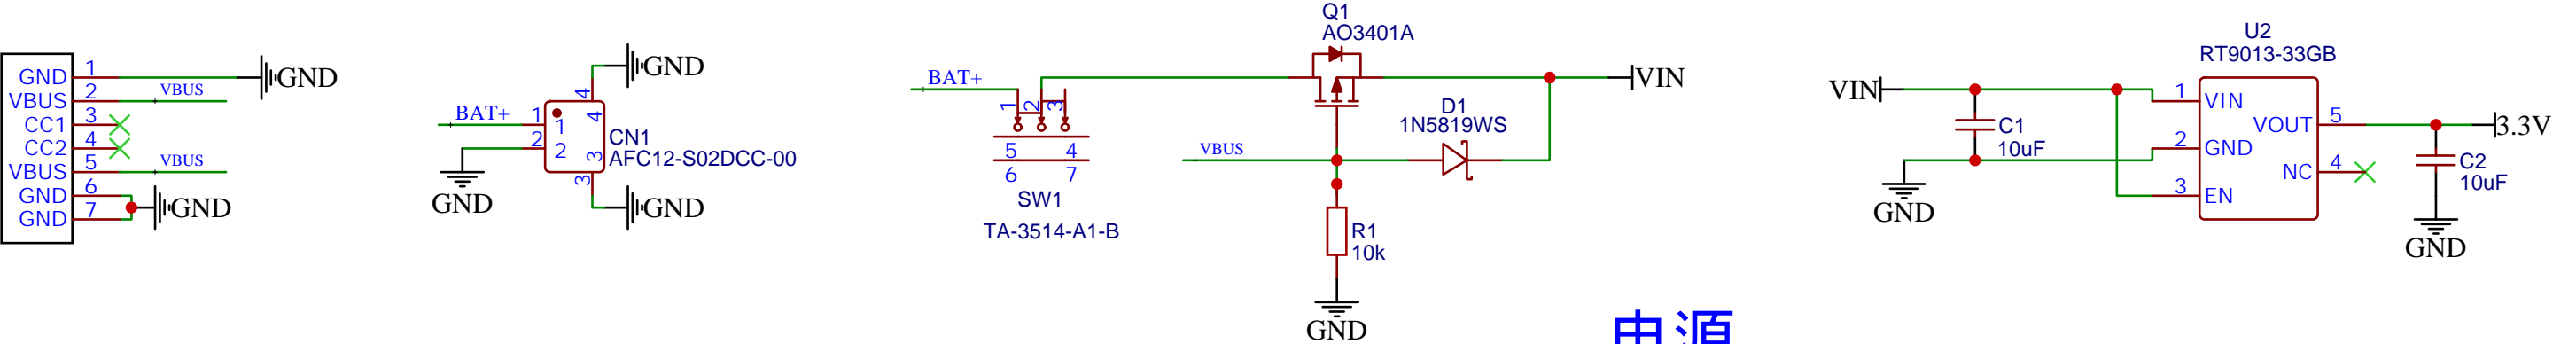 GND 1 GND
VBUS 2 VBUS
CC1 3
CC2 4
VBUS 5 VBUS
GND 6
GND 7 GND
GND
4
4
BAT+ 1 1
2 2
CN1
AFC12-S02DCC-00
3
3
GND
GND
BAT+
1 2 3
5 4
6 7
SW1
TA-3514-A1-B
Q1
AO3401A
VIN
D1
1N5819WS
VBUS
R1
10k
GND
电源
VIN
C1
10uF
GND
U2
RT9013-33GB
1 VIN
2 GND
3 EN
VOUT 5
NC 4
3.3V
C2
10uF
GND